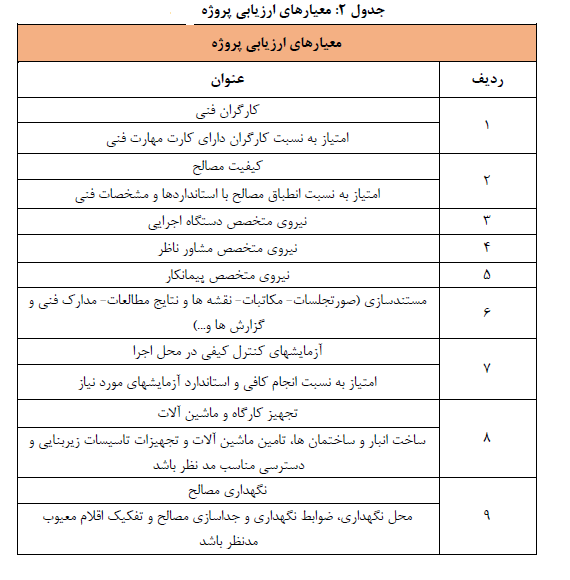 جدول ۲: معیارهای ارزیابی پروژه
معیارهای ارزیابی پروژه
ردیف
عنوان
۱
کارگران فنی
امتیاز به نسبت کارگران دارای کارت مهارت فنی
۲
کیفیت مصالح
امتیاز به نسبت انطباق مصالح با استانداردها و مشخصات فنی
۳
نیروی متخصص دستگاه اجرایی
۴
نیروی متخصص مشاور ناظر
۵
نیروی متخصص پیمانکار
۶
مستندسازی (صورتجلسات- مکاتبات- نقشه ها و نتایج مطالعات- مدارک فنی و
گزارش ها و...)
۷
آزمایشهای کنترل کیفی در محل اجرا
امتیاز به نسبت انجام کافی و استاندارد آزمایشهای مورد نیاز
۸
تجهیز کارگاه و ماشین آلات
ساخت انبار و ساختمان ها، تامین ماشین آلات و تجهیزات تاسیسات زیربنایی و
دسترسی مناسب مد نظر باشد
۹
نگهداری مصالح
محل نگهداری، ضوابط نگهداری و جداسازی مصالح و تفکیک اقلام معیوب
مدنظر باشد